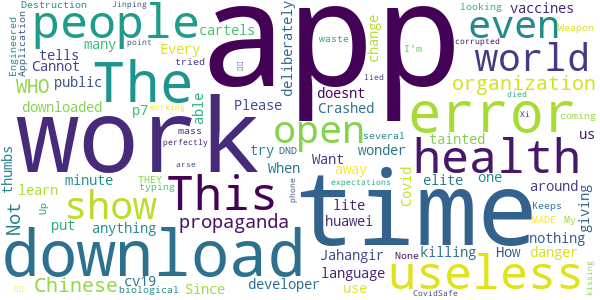 Destruction
Jinping
looking
vaccines
Engineered
Application
many
people
cartels
Every
tells
Cannot
WHO
public
tried
The
deliberately
app
waste
I'm
point
change
even
world
corrupted
Weapon
organization
downloaded
p7
able
Please
Crashed
doesnt
lied
work
mass
perfectly
working
open
error
tainted
us
thumbs
learn
minute
THEY
typing
try
DND
several
When
wonder
died
Xi
coming
health
Want
away
Covid
elite
one
around
Not
Up
show
arse
This
time
put
anything
propaganda
phone
expectations
lite
huawei
killing
Keeps
MADE
My
How
nothing
giving
download
Jahangir
language
danger
use
None
Chinese
cv19
Since
developer
biological
useless
CovidSafe
kissing